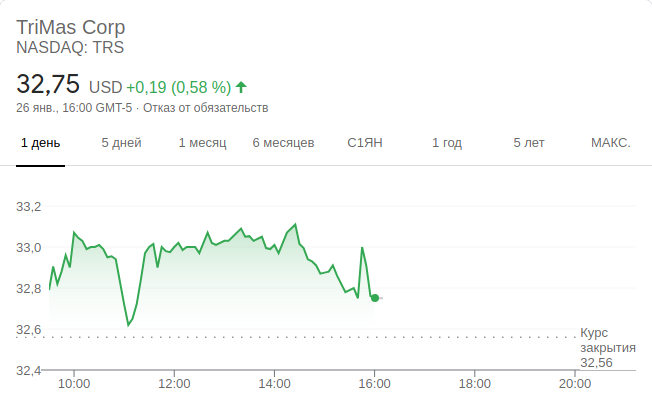 TriMas Corp
NASDAQ: TRS
32,75 USD +0,19 (0,58 %)
26 янв., 16:00 GMT-5 · Отказ от обязательств
1 день 5 дней 1 месяц 6 месяцев С1ЯН 1 год 5 лет МАКС.
33,2
33,0
32,8
32,6
Курс
закрытия
32,56
32,4
10:00 12:00 14:00 16:00 18:00 20:00